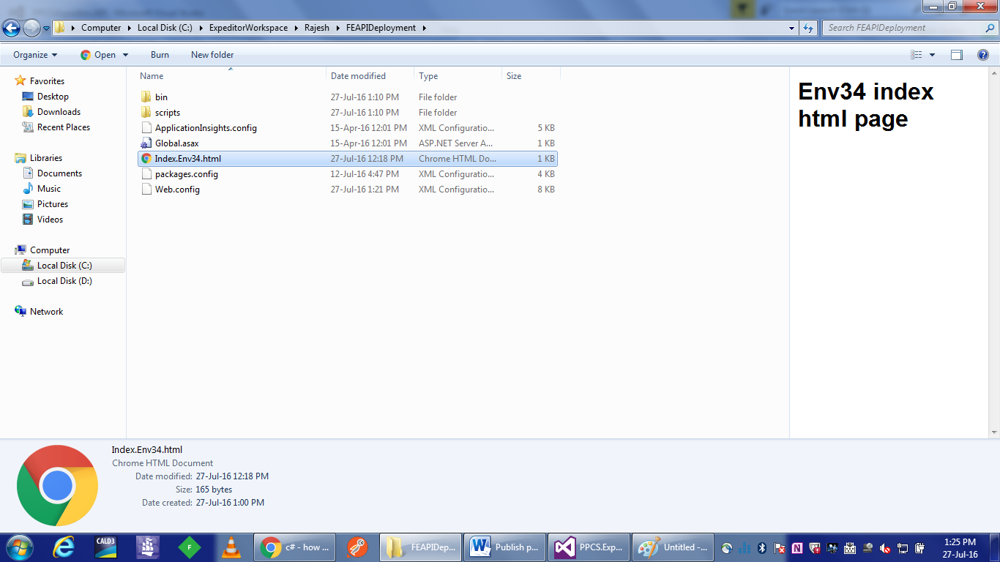 Computer Local Disk (C:) ExpeditorWorkspace Rajesh FEAPIDeployment
Search FEAPIDeployment
Organize Open Burn New folder
Favorites
Desktop
Downloads
Recent Places
Libraries
Documents
Music
Pictures
Videos
Computer
Local Disk (C:)
Local Disk (D:)
Network
Name Date modified Type Size
bin 27-Jul-16 1:10 PM File folder
scripts 27-Jul-16 1:10 PM File folder
ApplicationInsights.config 15-Apr-16 12:01 PM XML Configuratio... 5 KB
Global.asax 15-Apr-16 12:01 PM ASP.NET Server A... 1 KB
Index.Env34.html 27-Jul-16 12:18 PM Chrome HTML Do... 1 KB
packages.config 12-Jul-16 4:47 PM XML Configuratio... 4 KB
Web.config 27-Jul-16 1:21 PM XML Configuratio... 8 KB
Env34 index
html page
Index.Env34.html
Chrome HTML Document
Date modified: 27-Jul-16 12:18 PM
Size: 165 bytes
Date created: 27-Jul-16 1:00 PM
CALD3
F
c# - how ...
FEAPIDep...
Publish p...
PPCS.Exp...
Untitled -...
1:25 PM
27-Jul-16